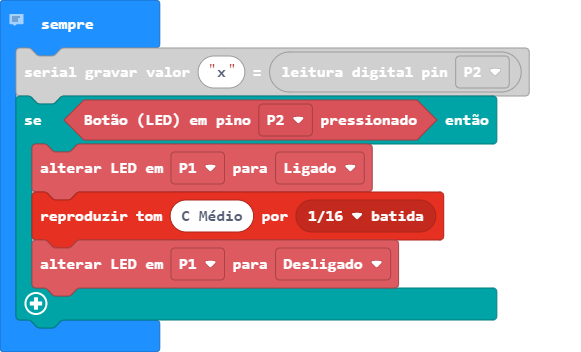 sempre
serial gravar valor "x" = leitura digital pin P2
se Botão (LED) em pino P2 pressionado então
alterar LED em P1 para Ligado
reproduzir tom C Médio por 1/16 batida
alterar LED em P1 para Desligado